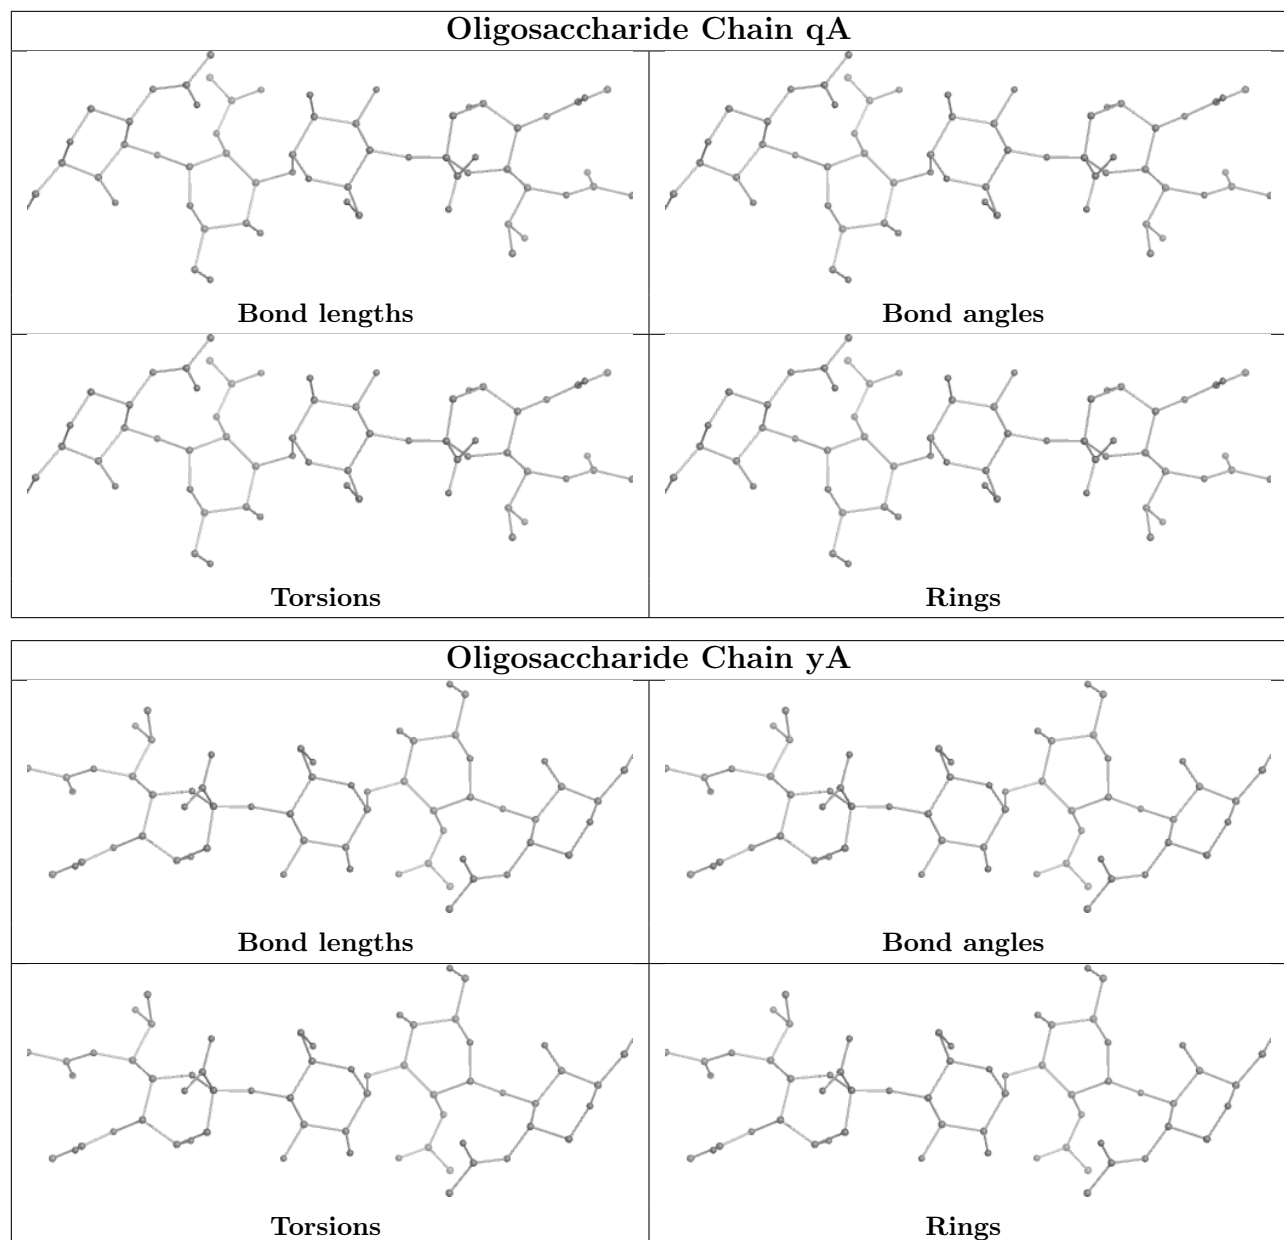 Oligosaccharide Chain qA
Bond lengths
Bond angles
Torsions
Rings
Oligosaccharide Chain yA
Bond lengths
Bond angles
Torsions
Rings